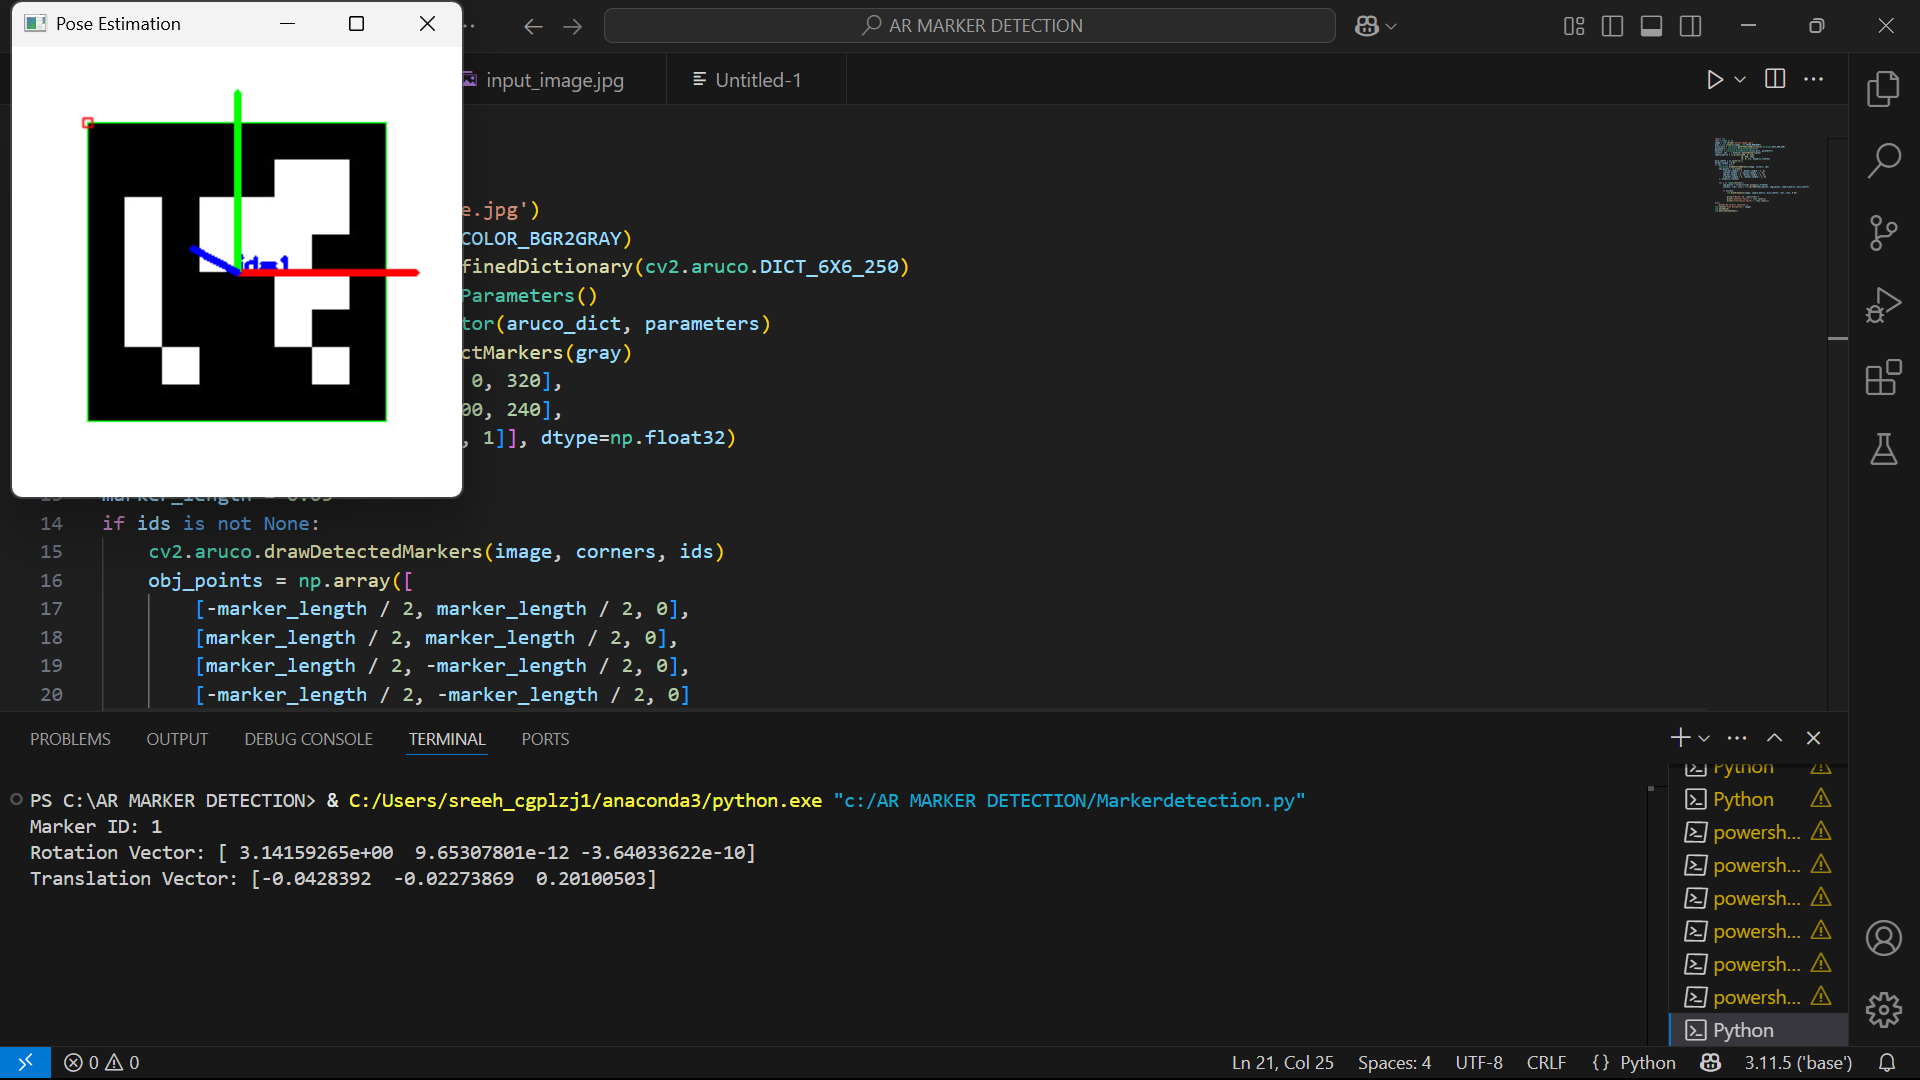 Pose Estimation
AR MARKER DETECTION
input_image.jpg
Untitled-1
id=1
e.jpg')
COLOR_BGR2GRAY)
finedDictionary(cv2.aruco.DICT_6X6_250)
Parameters()
tor(aruco_dict, parameters)
ctMarkers(gray)
0, 320],
00, 240],
, 1]], dtype=np.float32)
14 if ids is not None:
15 cv2.aruco.drawDetectedMarkers(image, corners, ids)
16 obj_points = np.array([
17 [-marker_length / 2, marker_length / 2, 0],
18 [marker_length / 2, marker_length / 2, 0],
19 [marker_length / 2, -marker_length / 2, 0],
20 [-marker_length / 2, -marker_length / 2, 0]
PROBLEMS OUTPUT DEBUG CONSOLE TERMINAL PORTS
PS C:\AR MARKER DETECTION> & C:/Users/sreeh_cgplzj1/anaconda3/python.exe "c:/AR MARKER DETECTION/Markerdetection.py"
Marker ID: 1
Rotation Vector: [ 3.14159265e+00  9.65307801e-12 -3.64033622e-10]
Translation Vector: [-0.0428392  -0.02273869  0.20100503]
Python
Python
powersh...
powersh...
powersh...
powersh...
powersh...
powersh...
Python
0 0
Ln 21, Col 25 Spaces: 4 UTF-8 CRLF {} Python 3.11.5 ('base')